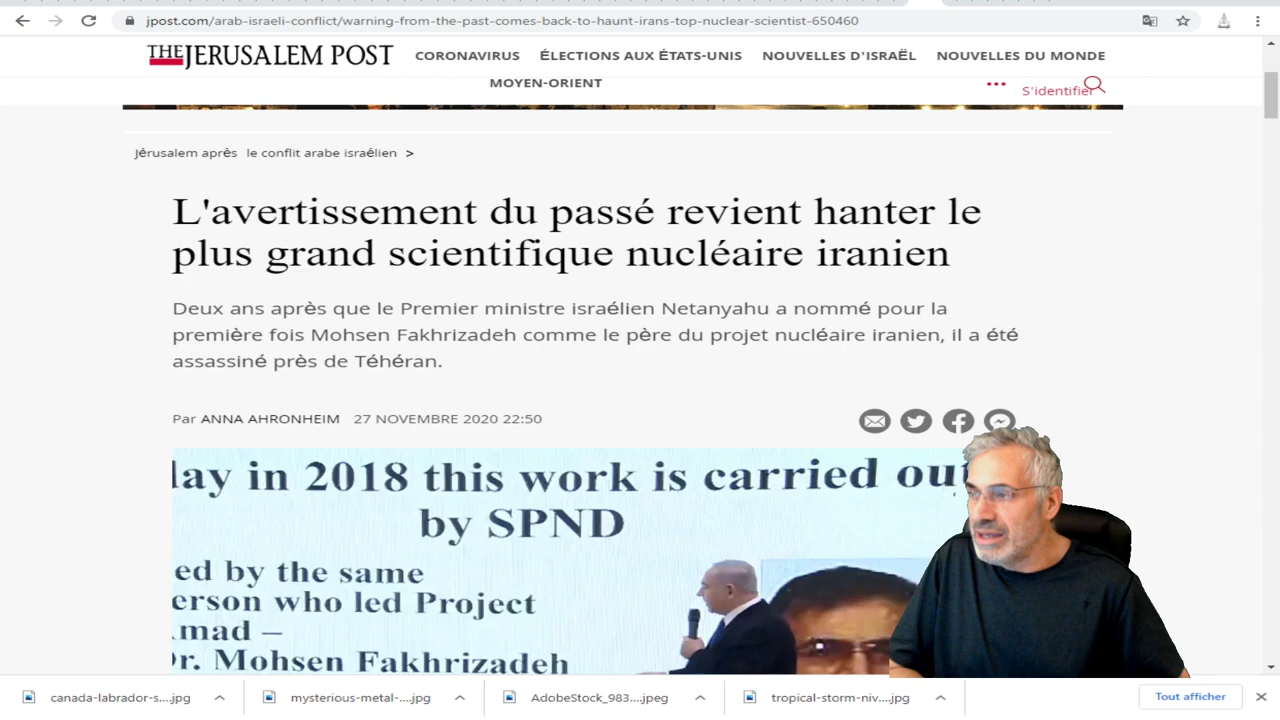 jpost.com/arab-israeli-conflict/warning-from-the-past-comes-back-to-haunt-irans-top-nuclear-scientist-650460
THE JERUSALEM POST
CORONAVIRUS ÉLECTIONS AUX ÉTATS-UNIS NOUVELLES D'ISRAËL NOUVELLES DU MONDE
MOYEN-ORIENT
S'identifier
Jérusalem après le conflit arabe israélien >
L'avertissement du passé revient hanter le
plus grand scientifique nucléaire iranien
Deux ans après que le Premier ministre israélien Netanyahu a nommé pour la
première fois Mohsen Fakhrizadeh comme le père du projet nucléaire iranien, il a été
assassiné près de Téhéran.
Par ANNA AHRONHEIM 27 NOVEMBRE 2020 22:50
in 2018 this work is carried out
by SPND
ed by the same
erson who led Project
mad –
Dr. Mohsen Fakhrizadeh
canada-labrador-s....jpg mysterious-metal-....jpg AdobeStock_983....jpeg tropical-storm-niv....jpg Tout afficher